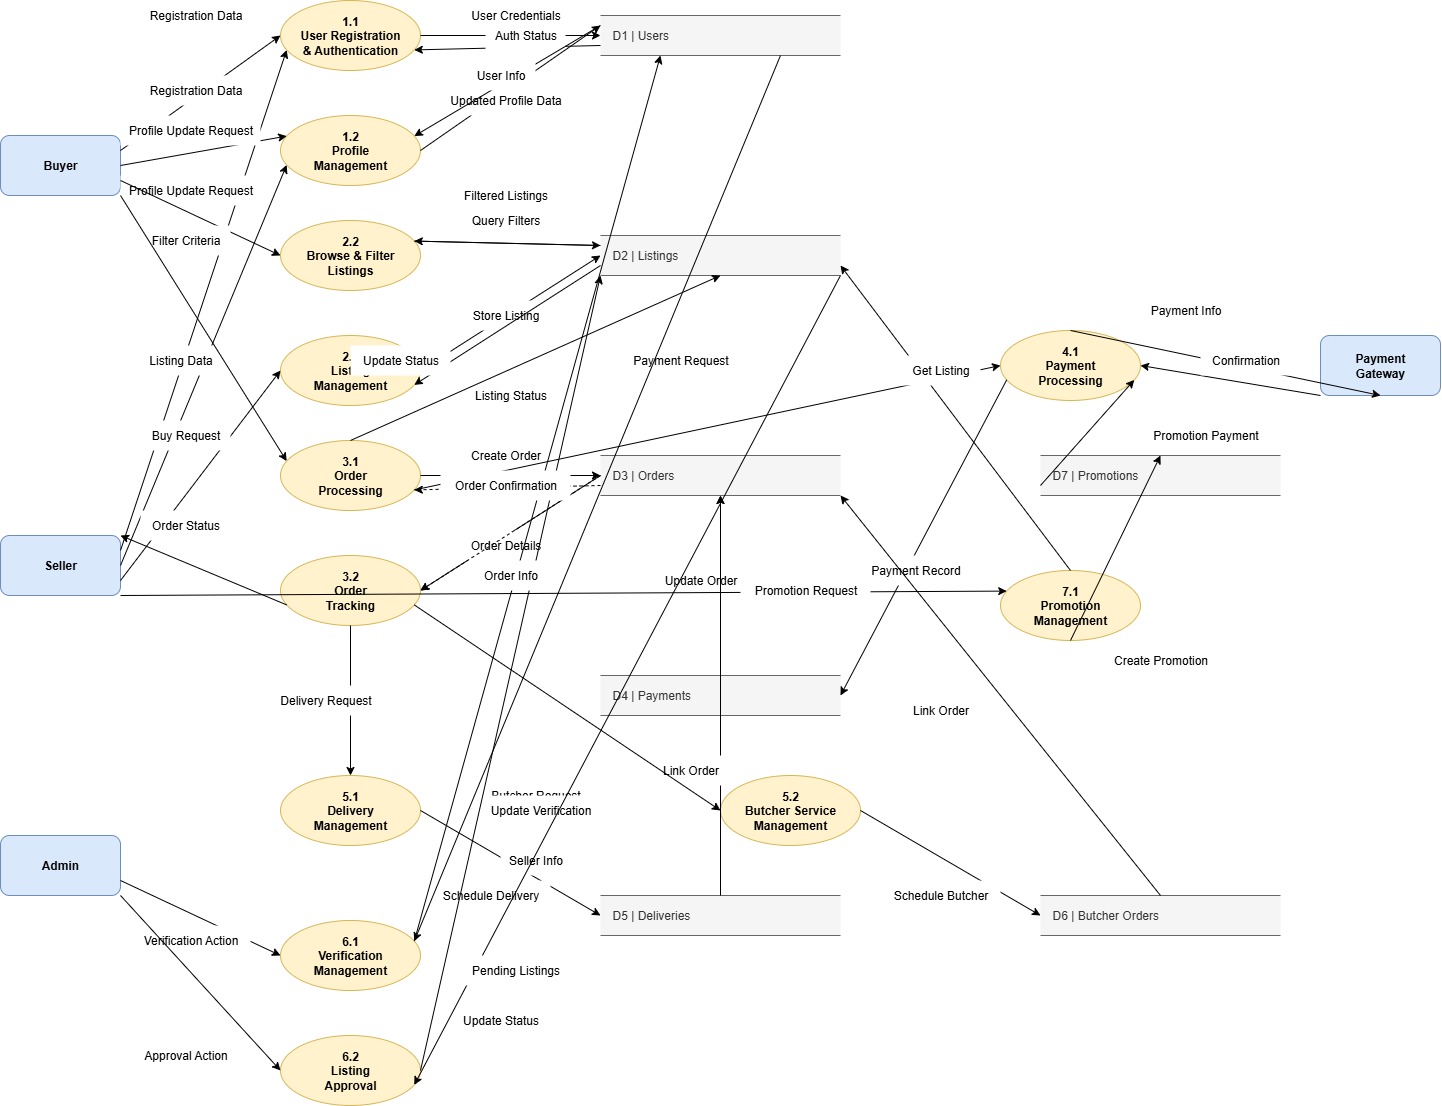 Registration Data
1.1
User Registration
& Authentication
User Credentials
Auth Status
D1 | Users
User Info
Updated Profile Data
Registration Data
Profile Update Request
1.2
Profile
Management
Buyer
Profile Update Request
Filtered Listings
Query Filters
Filter Criteria
2.2
Browse & Filter
Listings
D2 | Listings
Store Listing
Payment Info
Listing Data
Management
Update Status
Payment Request
Get Listing
4.1
Payment
Processing
Confirmation
Payment
Gateway
Listing Status
Buy Request
Create Order
Promotion Payment
3.1
Order
Processing
Order Confirmation
D3 | Orders
D7 | Promotions
Order Status
Order Details
Seller
3.2
Order
Tracking
Order Info
Update Order
Promotion Request
Payment Record
7.1
Promotion
Management
Create Promotion
Delivery Request
D4 | Payments
Link Order
Link Order
5.1
Delivery
Management
Butcher Request
Update Verification
5.2
Butcher Service
Management
Admin
Seller Info
Schedule Delivery
Schedule Butcher
D5 | Deliveries
D6 | Butcher Orders
Verification Action
6.1
Verification
Management
Pending Listings
Update Status
Approval Action
6.2
Listing
Approval